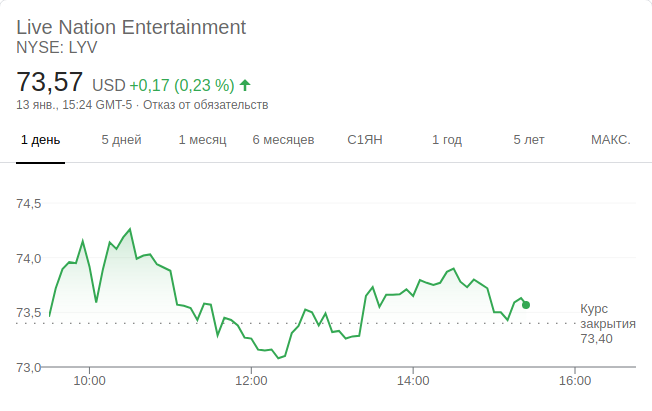 Live Nation Entertainment
NYSE: LYV
73,57 USD +0,17 (0,23 %)
13 янв., 15:24 GMT-5 · Отказ от обязательств
1 день 5 дней 1 месяц 6 месяцев С1ЯН 1 год 5 лет МАКС.
74,5
74,0
73,5
Курс
закрытия
73,40
73,0
10:00 12:00 14:00 16:00